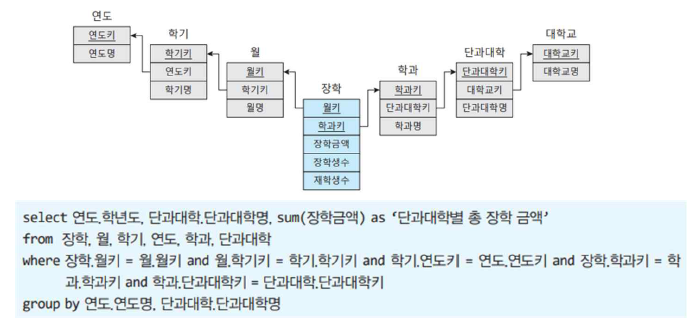 연도
연도키
연도명
학기
학기키
연도키
학기명
월
월키
학기키
월명
장학
월키
학과키
장학금액
장학생수
재학생수
학과
학과키
단과대학키
학과명
단과대학
단과대학키
대학교키
단과대학명
대학교
대학교키
대학교명
select 연도.학년도, 단과대학.단과대학명, sum(장학금액) as ‘단과대학별 총 장학 금액’
from 장학, 월, 학기, 연도, 학과, 단과대학
where 장학.월키 = 월.월키 and 월.학기키 = 학기.학기키 and 학기.연도키 = 연도.연도키 and 장학.학과키 = 학
과.학과키 and 학과.단과대학키 = 단과대학.단과대학키
group by 연도.연도명, 단과대학.단과대학명